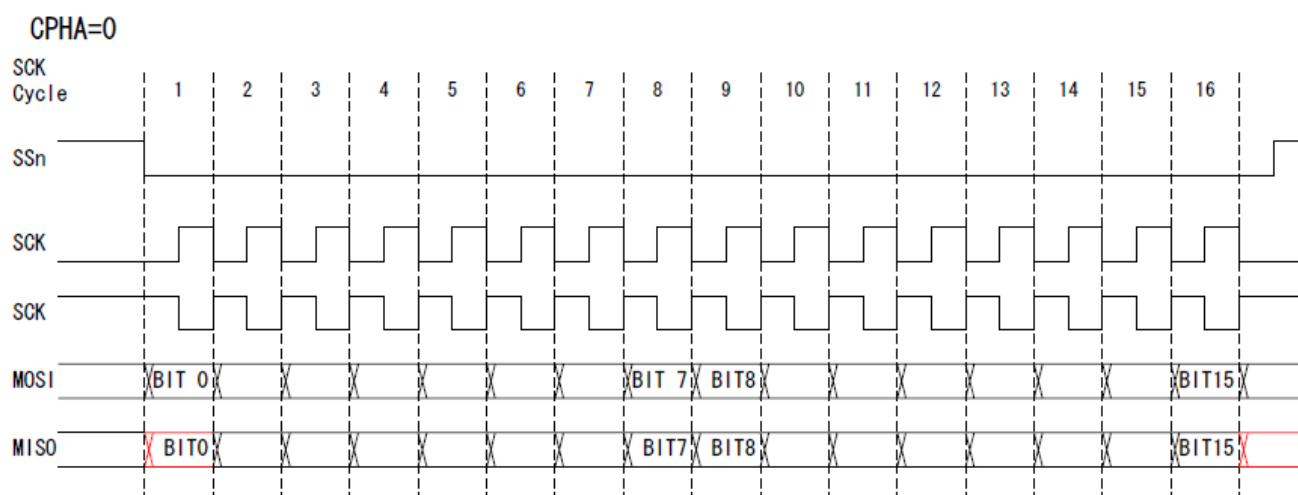 CPHA=0
SCK
Cycle
1 2 3 4 5 6 7 8 9 10 11 12 13 14 15 16
SSn
SCK
SCK
MOSI BIT 0 BIT 7 BIT8 BIT15
MISO BIT0 BIT7 BIT8 BIT15